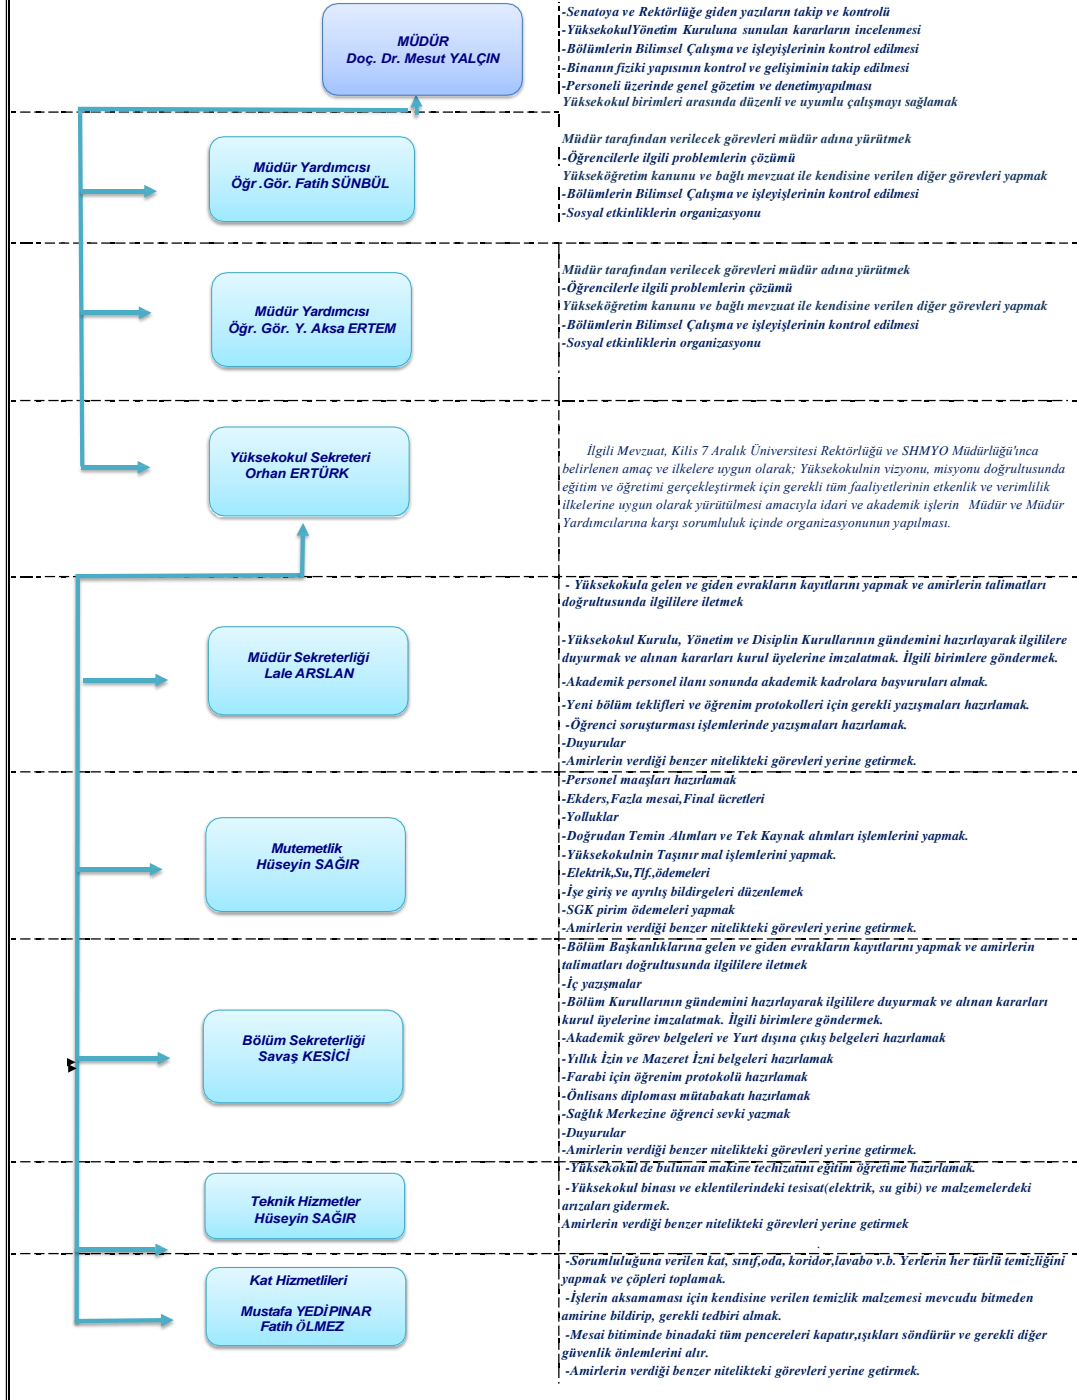 MÜDÜR
Doç. Dr. Mesut YALÇIN
-Senatoya ve Rektörlüğe giden yazıların takip ve kontrolü
-YüksekokulYönetim Kuruluna sunulan kararların incelenmesi
-Bölümlerin Bilimsel Çalışma ve işleyişlerinin kontrol edilmesi
-Binanın fiziki yapısının kontrol ve gelişiminin takip edilmesi
-Personeli üzerinde genel gözetim ve denetimyapılması
Yüksekokul birimleri arasında düzenli ve uyumlu çalışmayı sağlamak
Müdür Yardımcısı
Öğr .Gör. Fatih SÜNBÜL
Müdür tarafından verilecek görevleri müdür adına yürütmek
-Öğrencilerle ilgili problemlerin çözümü
Yükseköğretim kanunu ve bağlı mevzuat ile kendisine verilen diğer görevleri yapmak
-Bölümlerin Bilimsel Çalışma ve işleyişlerinin kontrol edilmesi
-Sosyal etkinliklerin organizasyonu
Müdür Yardımcısı
Öğr. Gör. Y. Aksa ERTEM
Müdür tarafından verilecek görevleri müdür adına yürütmek
-Öğrencilerle ilgili problemlerin çözümü
Yükseköğretim kanunu ve bağlı mevzuat ile kendisine verilen diğer görevleri yapmak
-Bölümlerin Bilimsel Çalışma ve işleyişlerinin kontrol edilmesi
-Sosyal etkinliklerin organizasyonu
Yüksekokul Sekreteri
Orhan ERTÜRK
İlgili Mevzuat, Kilis 7 Aralık Üniversitesi Rektörlüğü ve SHMYO Müdürlüğü'nca
belirlenen amaç ve ilkelere uygun olarak; Yüksekokulnin vizyonu, misyonu doğrultusunda
eğitim ve öğretimi gerçekleştirmek için gerekli tüm faaliyetlerinin etkenlik ve verimlilik
ilkelerine uygun olarak yürütülmesi amacıyla idari ve akademik işlerin Müdür ve Müdür
Yardımcılarına karşı sorumluluk içinde organizasyonunun yapılması.
Müdür Sekreterliği
Lale ARSLAN
- Yüksekokula gelen ve giden evrakların kayıtlarını yapmak ve amirlerin talimatları
doğrultusunda ilgililere iletmek
-Yüksekokul Kurulu, Yönetim ve Disiplin Kurullarının gündemini hazırlayarak ilgililere
duyurmak ve alınan kararları kurul üyelerine imzalatmak. İlgili birimlere göndermek.
-Akademik personel ilanı sonunda akademik kadrolara başvuruları almak.
-Yeni bölüm teklifleri ve öğrenim protokolleri için gerekli yazışmaları hazırlamak.
-Öğrenci soruşturması işlemlerinde yazışmaları hazırlamak.
-Duyurular
-Amirlerin verdiği benzer nitelikteki görevleri yerine getirmek.
Mutemetlik
Hüseyin SAĞIR
-Personel maaşları hazırlamak
-Ekders,Fazla mesai,Final ücretleri
-Yolluklar
-Doğrudan Temin Alımları ve Tek Kaynak alımları işlemlerini yapmak.
-Yüksekokulnin Taşınır mal işlemlerini yapmak.
-Elektrik,Su,Tlf.,ödemeleri
-İşe giriş ve ayrılış bildirgeleri düzenlemek
-SGK pirim ödemeleri yapmak
-Amirlerin verdiği benzer nitelikteki görevleri yerine getirmek.
Bölüm Sekreterliği
Savaş KESİCİ
-Bölüm Başkanlıklarına gelen ve giden evrakların kayıtlarını yapmak ve amirlerin
talimatları doğrultusunda ilgililere iletmek
-İç yazışmalar
-Bölüm Kurullarının gündemini hazırlayarak ilgililere duyurmak ve alınan kararları
kurul üyelerine imzalatmak. İlgili birimlere göndermek.
-Akademik görev belgeleri ve Yurt dışına çıkış belgeleri hazırlamak
-Yıllık İzin ve Mazeret İzni belgeleri hazırlamak
-Farabi için öğrenim protokolü hazırlamak
-Önlisans diploması mütabakatı hazırlamak
-Sağlık Merkezine öğrenci sevki yazmak
-Duyurular
-Amirlerin verdiği benzer nitelikteki görevleri yerine getirmek.
Teknik Hizmetler
Hüseyin SAĞIR
-Yüksekokul de bulunan makine techizatını eğitim öğretime hazırlamak.
-Yüksekokul binası ve eklentilerindeki tesisat(elektrik, su gibi) ve malzemelerdeki
arızaları gidermek.
Amirlerin verdiği benzer nitelikteki görevleri yerine getirmek
.
Kat Hizmetlileri
Mustafa YEDİPINAR
Fatih ÖLMEZ
-Sorumluluğuna verilen kat, sınıf,oda, koridor,lavabo v.b. Yerlerin her türlü temizliğini
yapmak ve çöpleri toplamak.
-İşlerin aksamaması için kendisine verilen temizlik malzemesi mevcudu bitmeden
amirine bildirip, gerekli tedbiri almak.
-Mesai bitiminde binadaki tüm pencereleri kapatır,ışıkları söndürür ve gerekli diğer
güvenlik önlemlerini alır.
-Amirlerin verdiği benzer nitelikteki görevleri yerine getirmek.